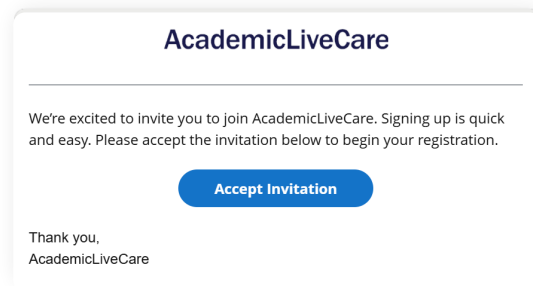 AcademicLiveCare
We're excited to invite you to join AcademicLiveCare. Signing up is quick
and easy. Please accept the invitation below to begin your registration.
Accept Invitation
Thank you,
AcademicLiveCare